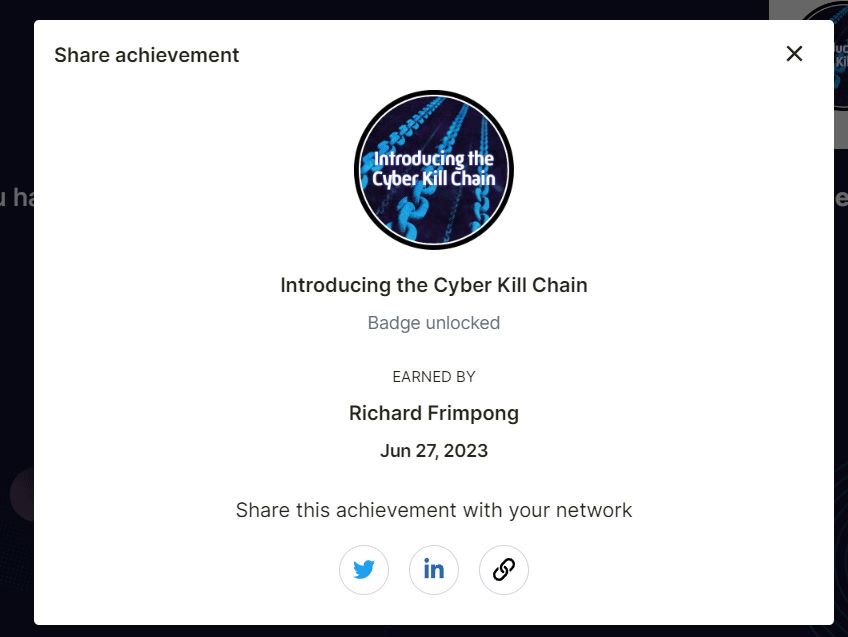 Share achievement
Introducing the
Cyber Kill Chain
Introducing the Cyber Kill Chain
Badge unlocked
EARNED BY
Richard Frimpong
Jun 27, 2023
Share this achievement with your network
in